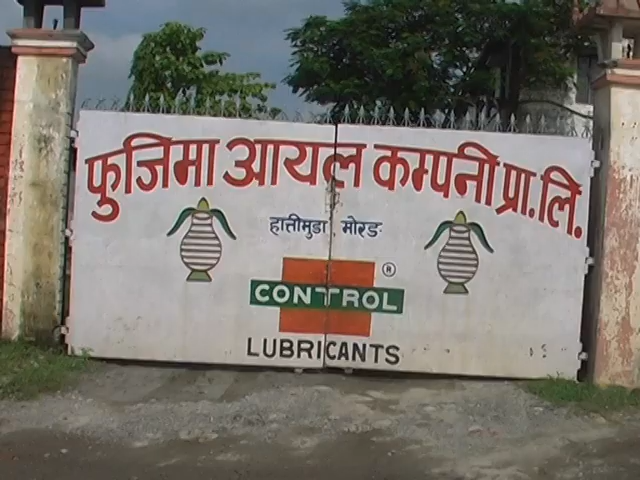 फुजिमा आयल कम्पनी प्रा.लि.
हात्तीमुडा, मोरङ
®
CONTROL
LUBRICANTS